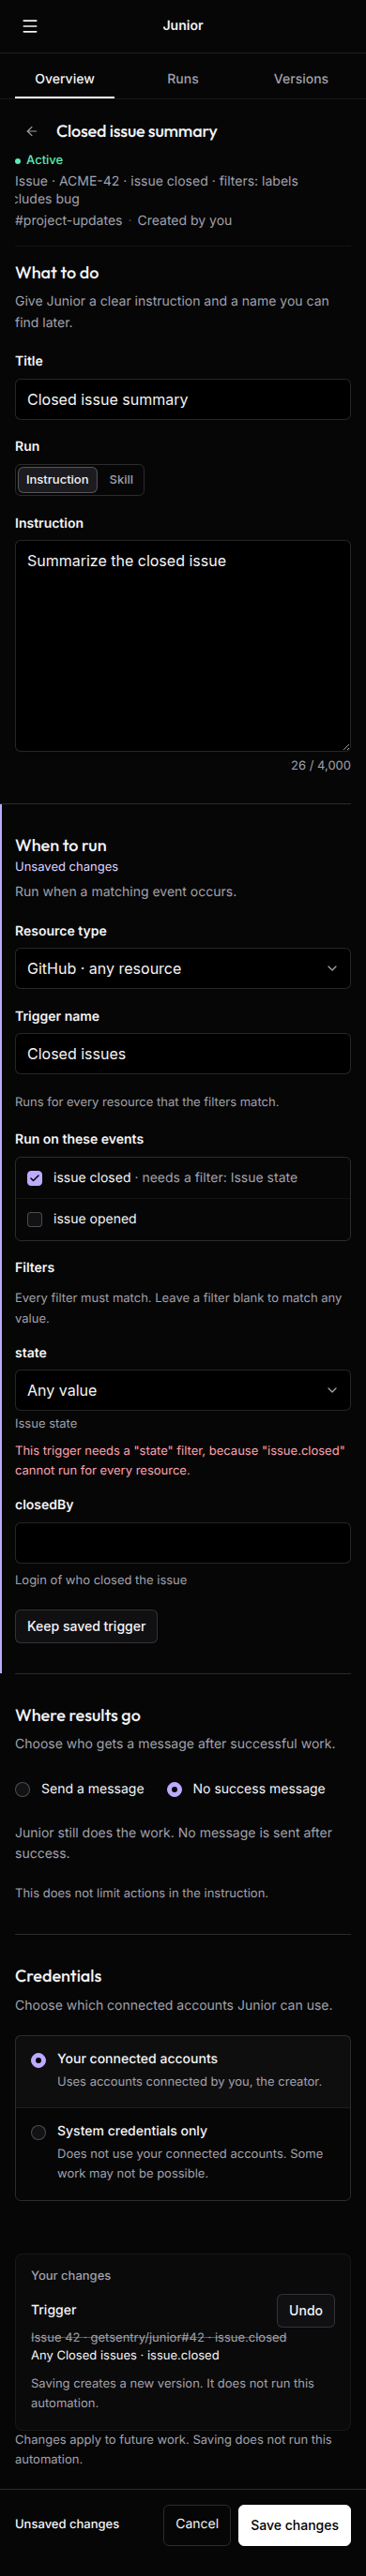 Junior
Overview
Runs
Versions
← Closed issue summary
Active
Issue · ACME-42 · issue closed · filters: labels
cludes bug
#project-updates · Created by you
What to do
Give Junior a clear instruction and a name you can
find later.
Title
Closed issue summary
Run
Instruction
Skill
Instruction
Summarize the closed issue
26 / 4,000
When to run
Unsaved changes
Run when a matching event occurs.
Resource type
GitHub · any resource
Trigger name
Closed issues
Runs for every resource that the filters match.
Run on these events
issue closed · needs a filter: Issue state
issue opened
Filters
Every filter must match. Leave a filter blank to match any
value.
state
Any value
Issue state
This trigger needs a "state" filter, because "issue.closed"
cannot run for every resource.
closedBy
Login of who closed the issue
Keep saved trigger
Where results go
Choose who gets a message after successful work.
Send a message
No success message
Junior still does the work. No message is sent after
success.
This does not limit actions in the instruction.
Credentials
Choose which connected accounts Junior can use.
Your connected accounts
Uses accounts connected by you, the creator.
System credentials only
Does not use your connected accounts. Some
work may not be possible.
Your changes
Trigger
Undo
Issue 42 · getsentry/junior#42 · issue.closed
Any Closed issues · issue.closed
Saving creates a new version. It does not run this
automation.
Changes apply to future work. Saving does not run this
automation.
Unsaved changes
Cancel
Save changes